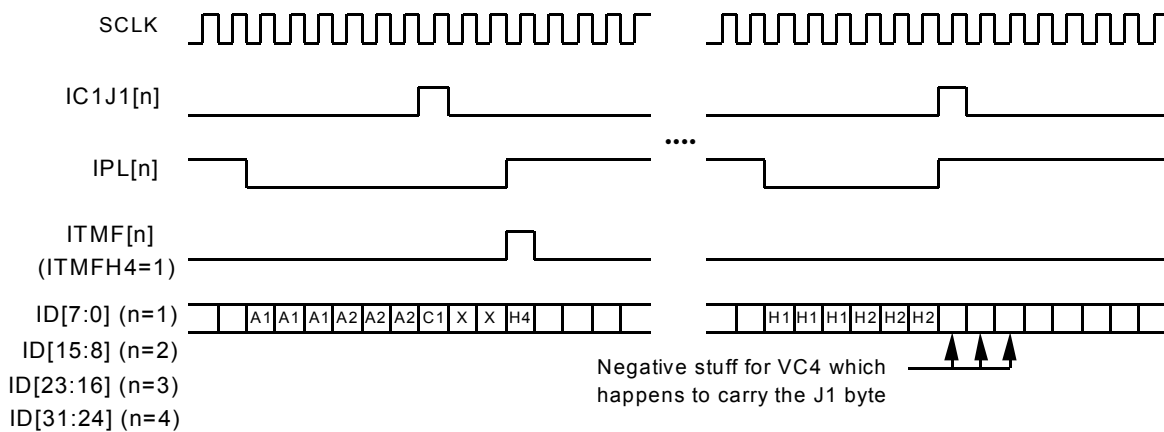 SCLK
IC1J1[n]
....
IPL[n]
ITMF[n]
(ITMFH4=1)
ID[7:0] (n=1) A1 A1 A1 A2 A2 A2 C1 X X H4 H1 H1 H1 H2 H2 H2
ID[15:8] (n=2)
ID[23:16] (n=3)
ID[31:24] (n=4)
Negative stuff for VC4 which
happens to carry the J1 byte